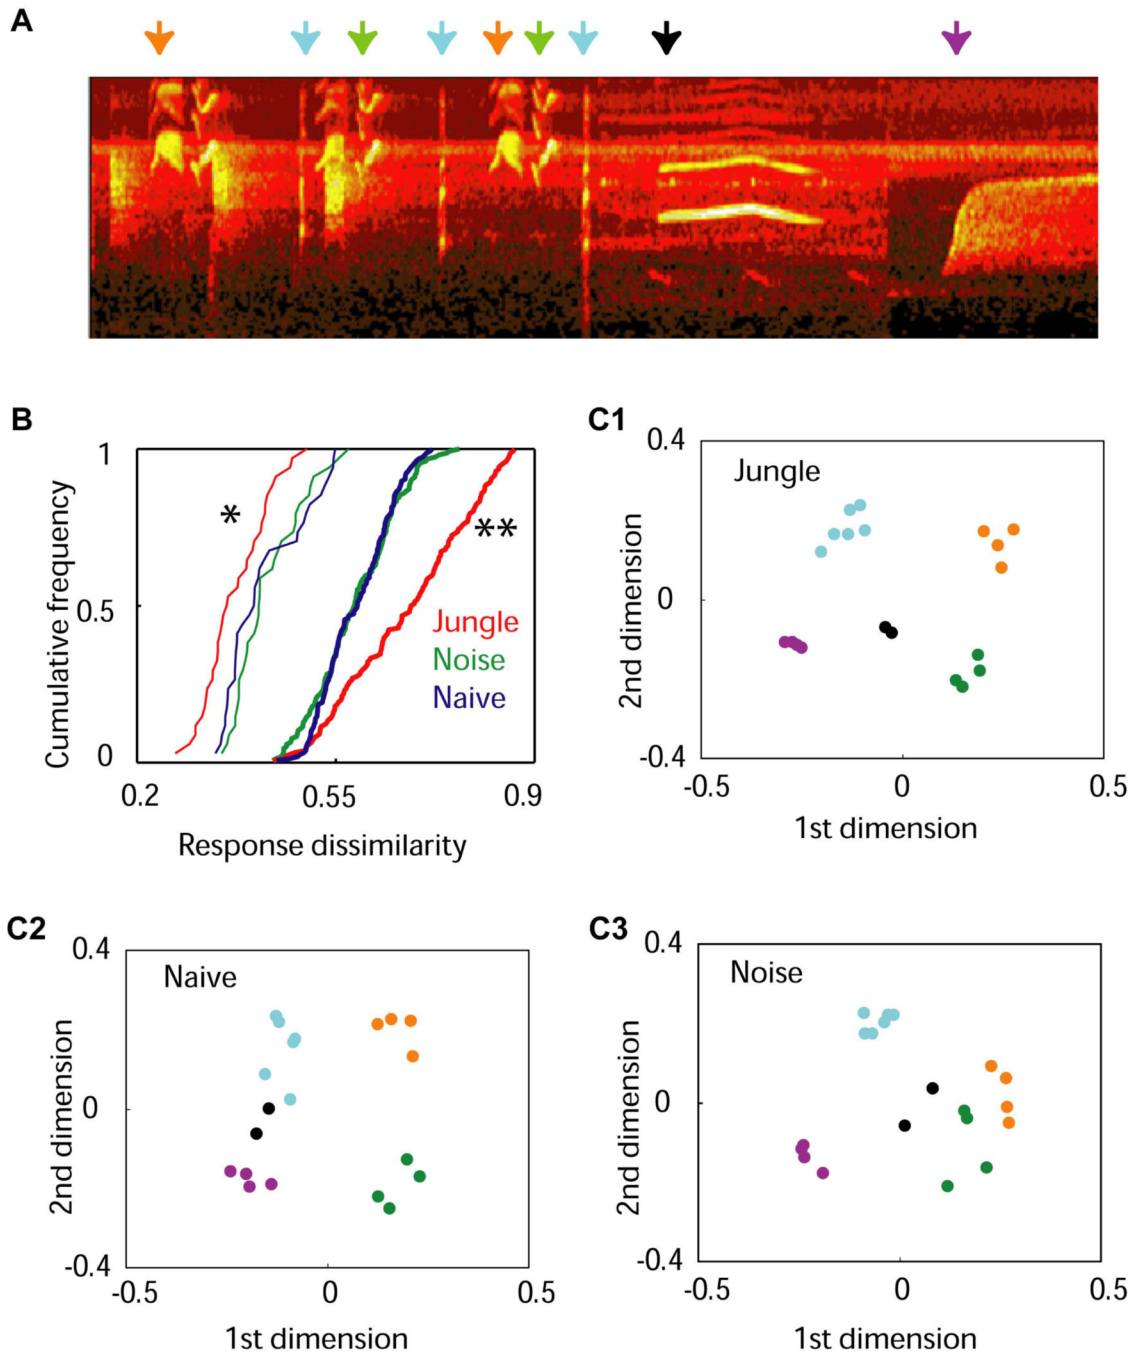 A
B
1
Cumulative frequency
*
**
0.5
Jungle
Noise
Naive
0
0.2
0.55
0.9
Response dissimilarity
C1
0.4
Jungle
2nd dimension
0
-0.4
-0.5
0
0.5
1st dimension
C2
0.4
Naive
2nd dimension
0
-0.4
-0.5
0
0.5
1st dimension
C3
0.4
Noise
2nd dimension
0
-0.4
-0.5
0
0.5
1st dimension